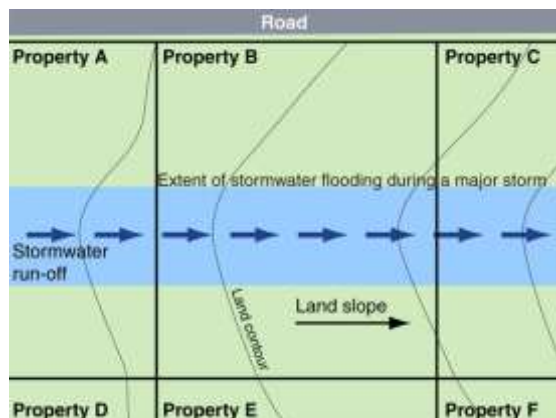 Road
Property A
Property B
Property C
Extent of stormwater flooding during a major storm
Stormwater
run-off
Land contour
Land slope
Property D
Property E
Property F